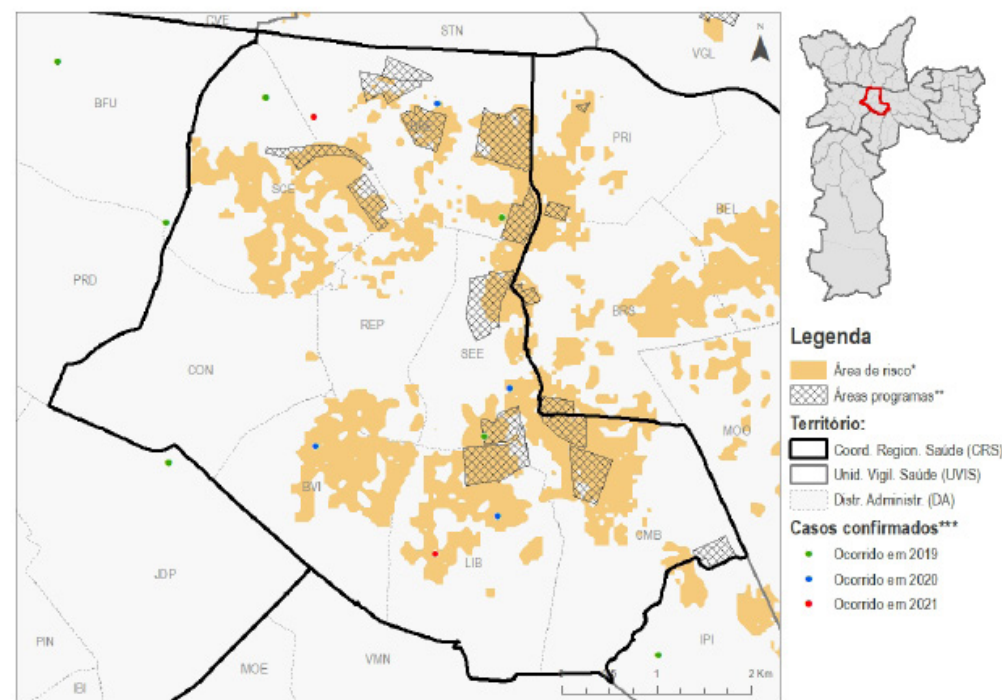 CVE
STN
N
VGL
BFU
PRI
SCE
BEL
PRD
BRS
REP
SEE
CON
MOO
BVI
CMB
LIB
JDP
IPI
PIN
VMN
MOE
IBI
1
2 Km
Legenda
Área de risco*
Áreas programas**
Território:
Coord. Region. Saúde (CRS)
Unid. Vigil. Saúde (UVIS)
Distr. Administr. (DA)
Casos confirmados***
Ocorrido em 2019
Ocorrido em 2020
Ocorrido em 2021